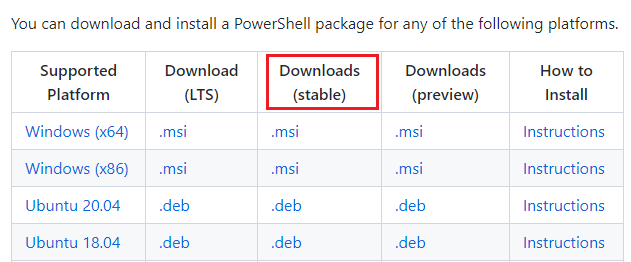 You can download and install a PowerShell package for any of the following platforms.
Supported Platform Download (LTS) Downloads (stable) Downloads (preview) How to Install
Windows (x64) .msi .msi .msi Instructions
Windows (x86) .msi .msi .msi Instructions
Ubuntu 20.04 .deb .deb .deb Instructions
Ubuntu 18.04 .deb .deb .deb Instructions